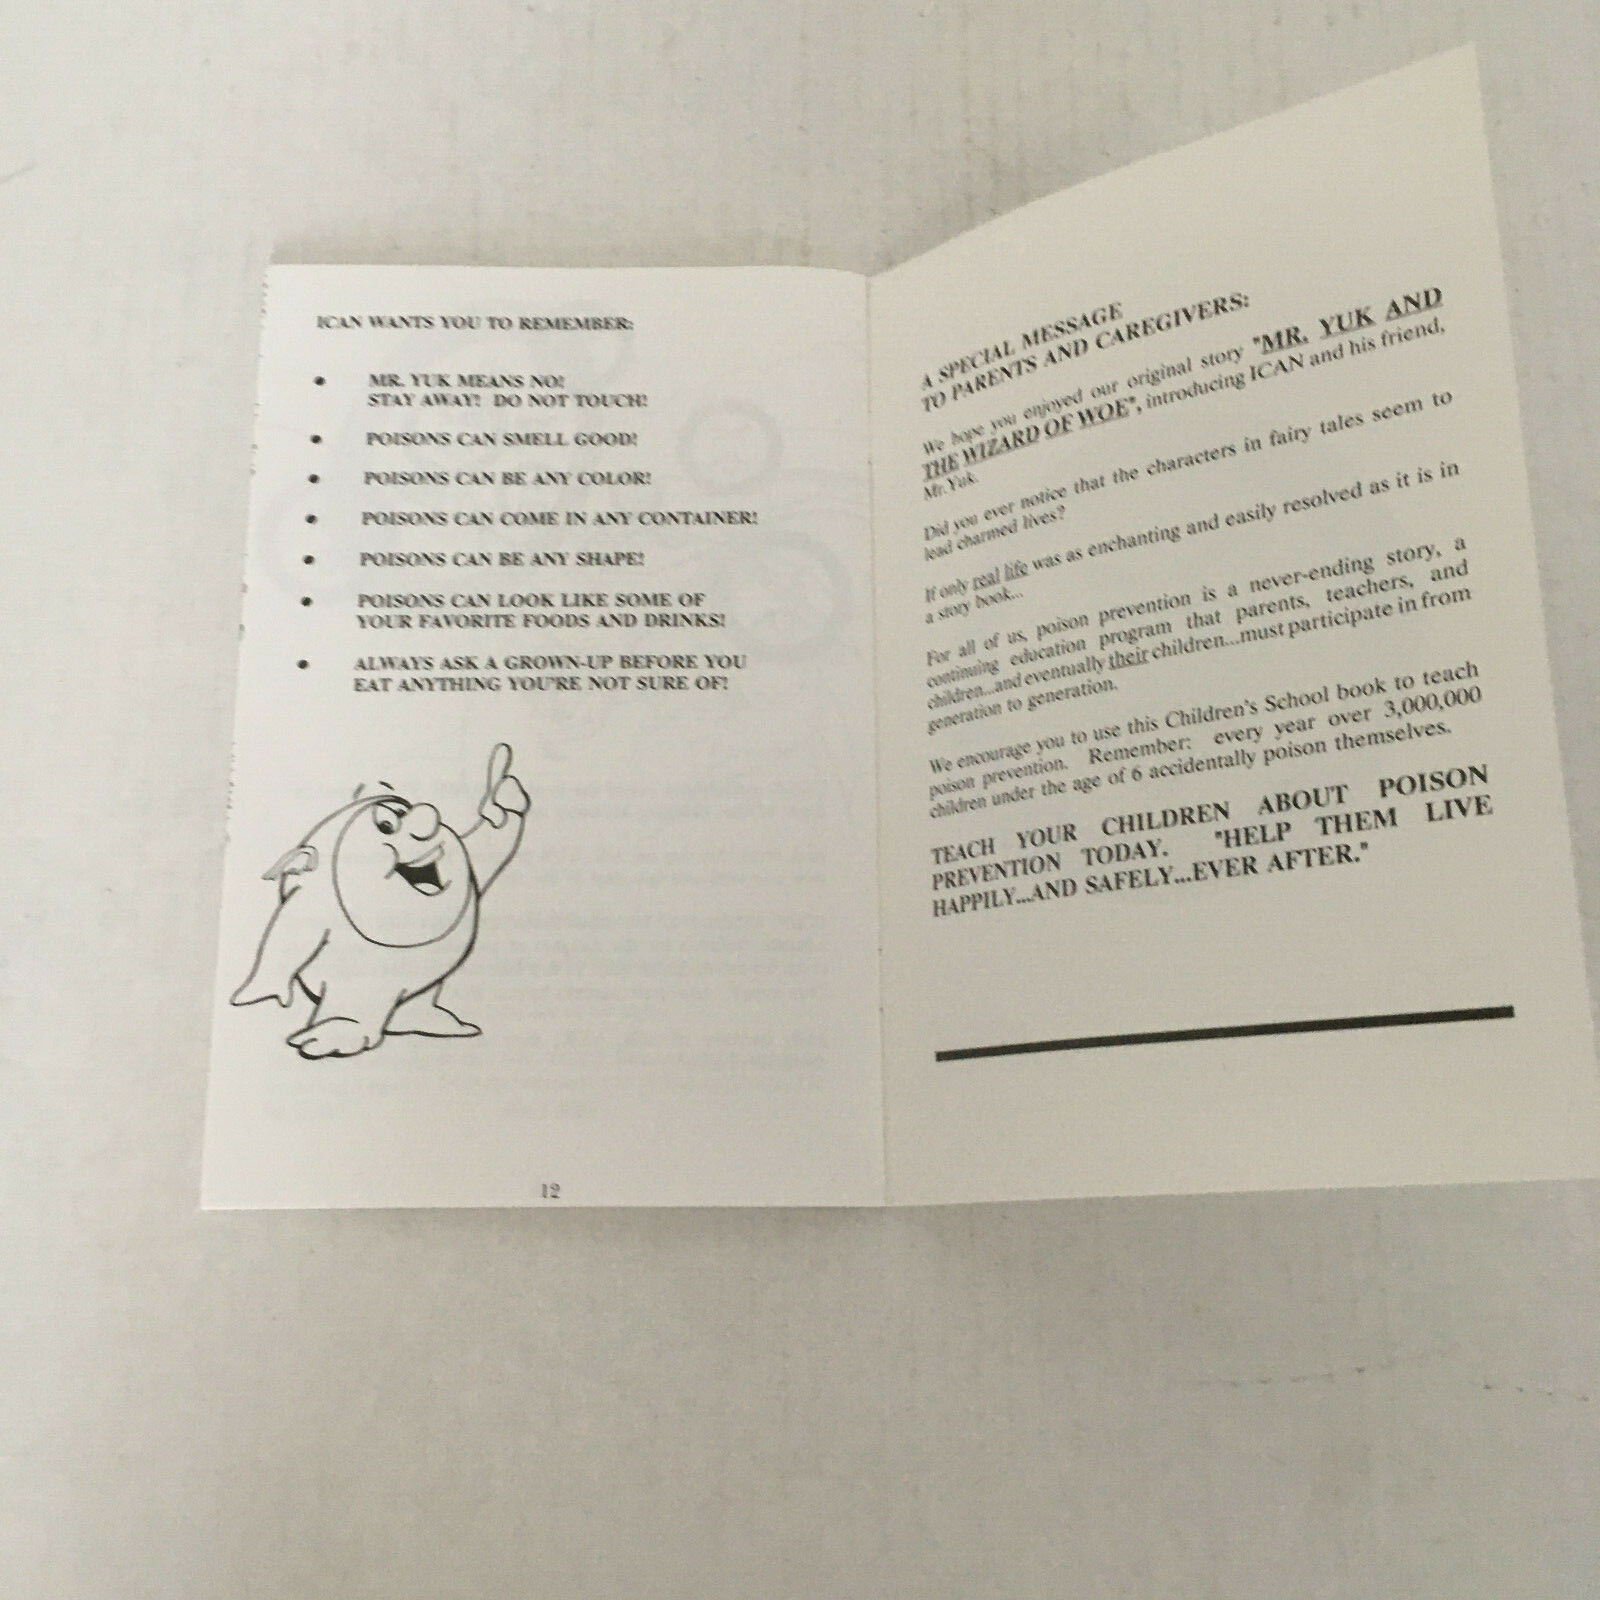 ICAN WANTS YOU TO REMEMBER:
• MR. YUK MEANS NO!
STAY AWAY! DO NOT TOUCH!
• POISONS CAN SMELL GOOD!
• POISONS CAN BE ANY COLOR!
• POISONS CAN COME IN ANY CONTAINER!
• POISONS CAN BE ANY SHAPE!
• POISONS CAN LOOK LIKE SOME OF
YOUR FAVORITE FOODS AND DRINKS!
• ALWAYS ASK A GROWN-UP BEFORE YOU
EAT ANYTHING YOU'RE NOT SURE OF!
12
A SPECIAL MESSAGE
TO PARENTS AND CAREGIVERS:
We hope you enjoyed our original story "MR. YUK AND
THE WIZARD OF WOE", introducing ICAN and his friend,
Mr.Yuk.
Did you ever notice that the characters in fairy tales seem to
lead charmed lives?
If only real life was as enchanting and easily resolved as it is in
a story book...
For all of us, poison prevention is a never-ending story, a
continuing education program that parents, teachers, and
children...and eventually their children...must participate in from
generation to generation.
We encourage you to use this Children's School book to teach
poison prevention. Remember: every year over 3,000,000
children under the age of 6 accidentally poison themselves.
TEACH YOUR CHILDREN ABOUT POISON
PREVENTION TODAY. "HELP THEM LIVE
HAPPILY...AND SAFELY...EVER AFTER."